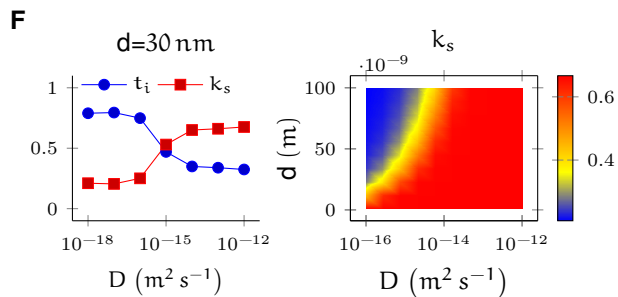 F
d=30 nm
t_i
k_s
1
0.5
0
10^−18
10^−15
10^−12
D (m² s⁻¹)
k_s
·10^−9
100
50
0
d (m)
10^−16
10^−14
10^−12
D (m² s⁻¹)
0.6
0.4